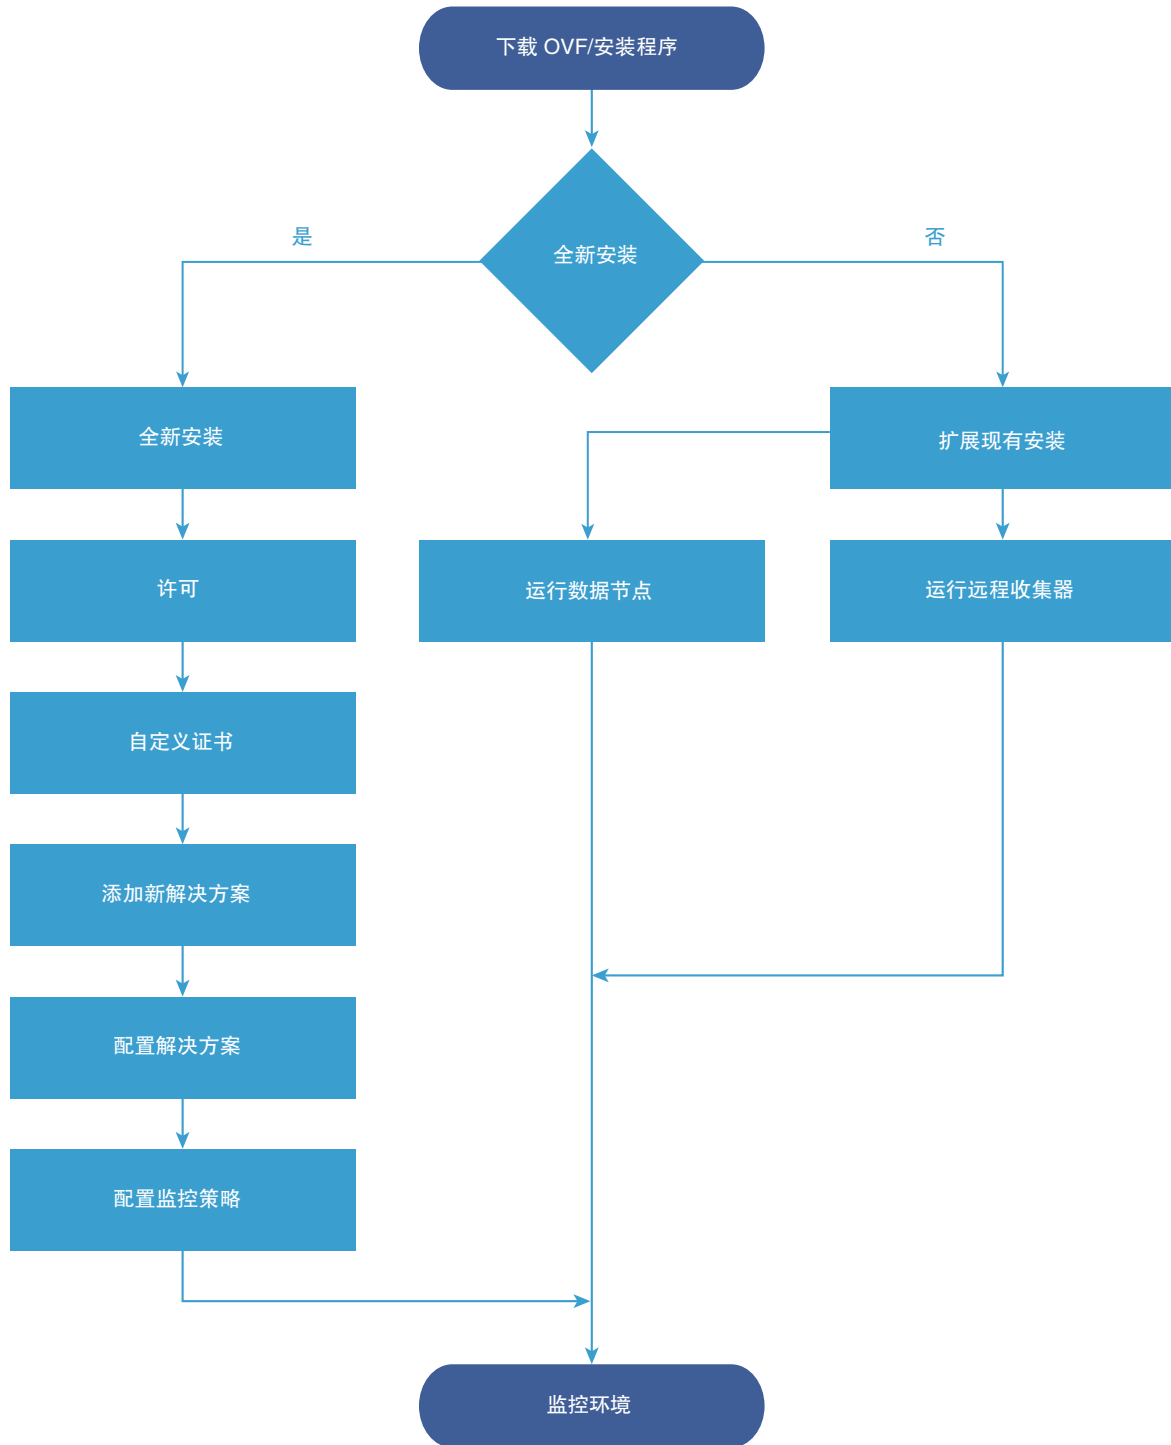 下载 OVF/安装程序
全新安装
是
否
全新安装
扩展现有安装
许可
运行数据节点
运行远程收集器
自定义证书
添加新解决方案
配置解决方案
配置监控策略
监控环境